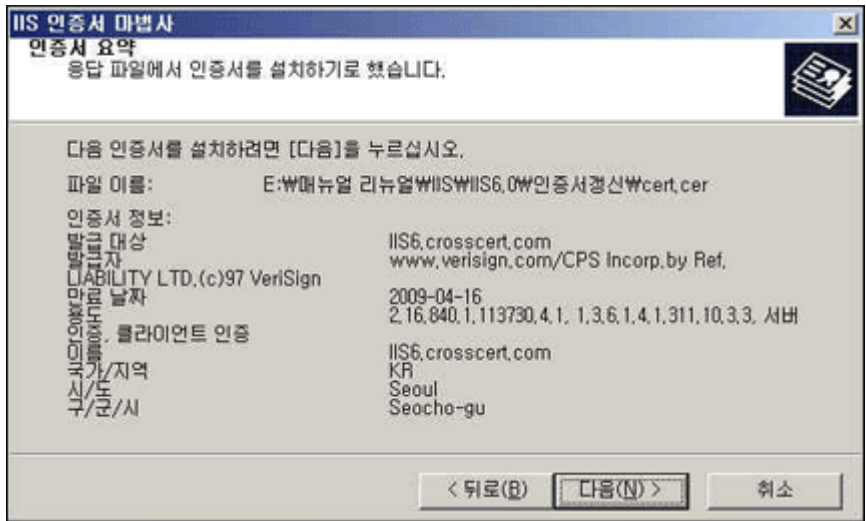 IIS 인증서 마법사
인증서 요약
응답 파일에서 인증서를 설치하기로 했습니다.
다음 인증서를 설치하려면 [다음]을 누르십시오.
파일 이름: E:₩매뉴얼 리뉴얼₩IIS₩IIS6.0₩인증서갱신₩cert.cer
인증서 정보:
발급 대상 IIS6.crosscert.com
발급자 www.verisign.com/CPS Incorp.by Ref.
LIABILITY LTD.(c)97 VeriSign
만료 날짜 2009-04-16
용도 2.16.840.1.113730.4.1, 1.3.6.1.4.1.311.10.3.3, 서버
인증, 클라이언트 인증
이름 IIS6.crosscert.com
국가/지역 KR
시/도 Seoul
구/군/시 Seocho-gu
< 뒤로(B) 다음(N) > 취소